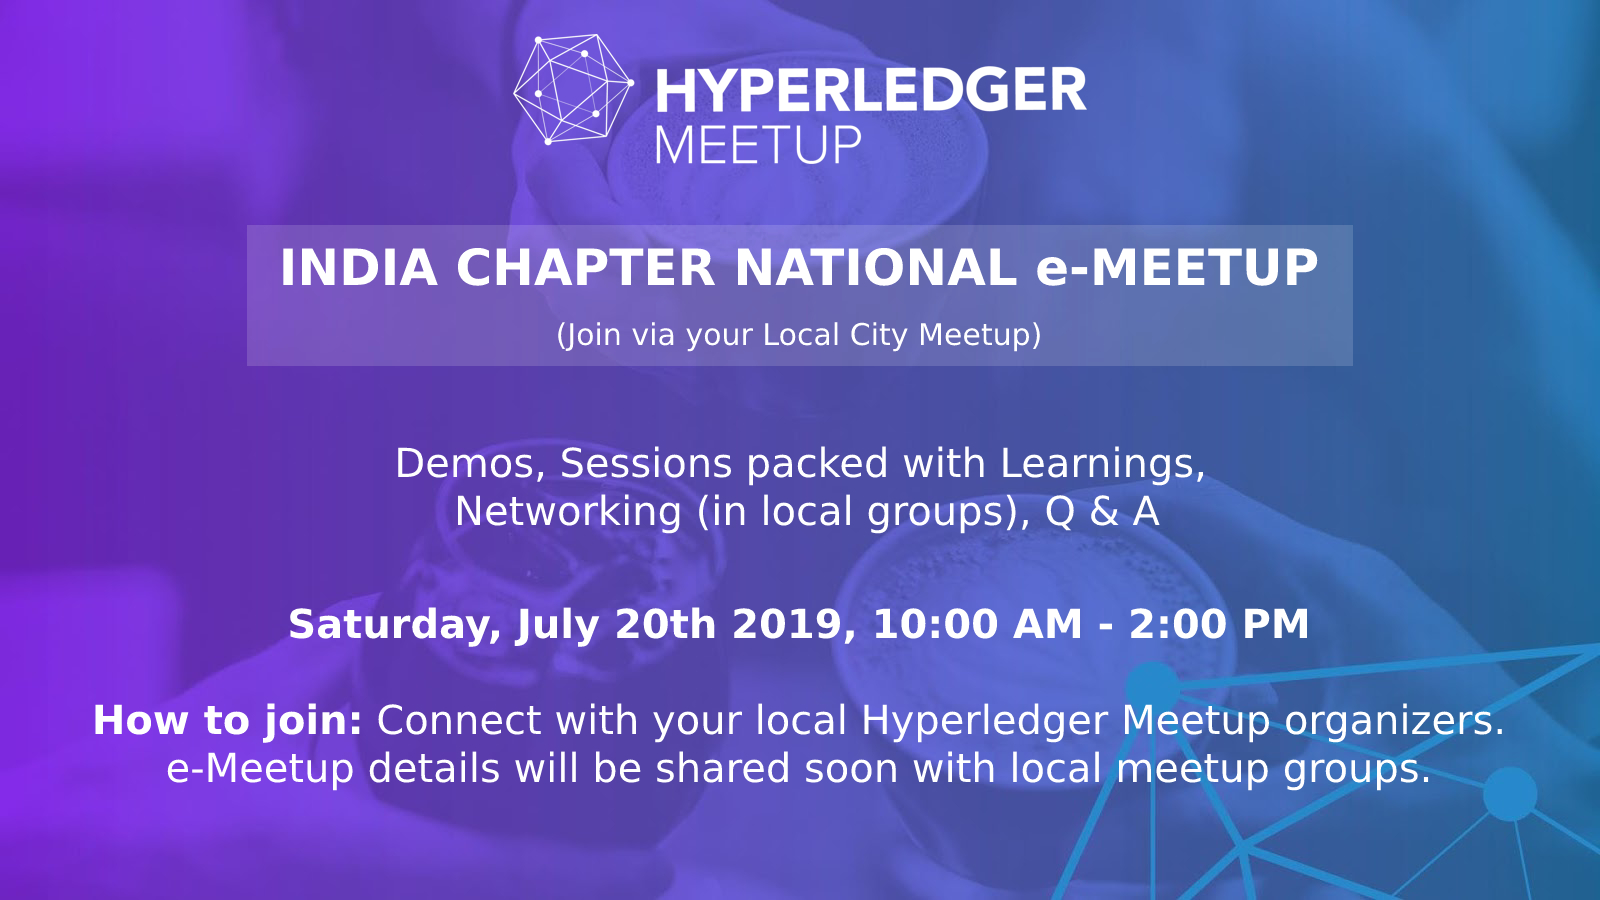 HYPERLEDGER
MEETUP
INDIA CHAPTER NATIONAL e-MEETUP
(Join via your Local City Meetup)
Demos, Sessions packed with Learnings,
Networking (in local groups), Q & A
Saturday, July 20th 2019, 10:00 AM - 2:00 PM
How to join: Connect with your local Hyperledger Meetup organizers.
e-Meetup details will be shared soon with local meetup groups.